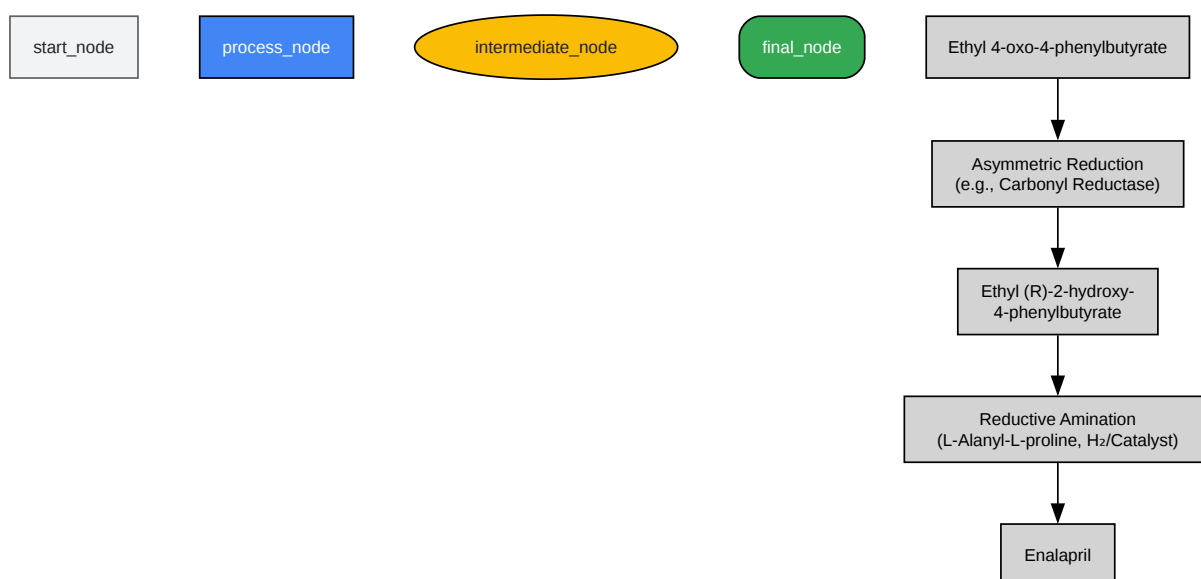 start_node
process_node
intermediate_node
final_node
Ethyl 4-oxo-4-phenylbutyrate
Asymmetric Reduction
(e.g., Carbonyl Reductase)
Ethyl (R)-2-hydroxy-
4-phenylbutyrate
Reductive Amination
(L-Alanyl-L-proline, H₂/Catalyst)
Enalapril